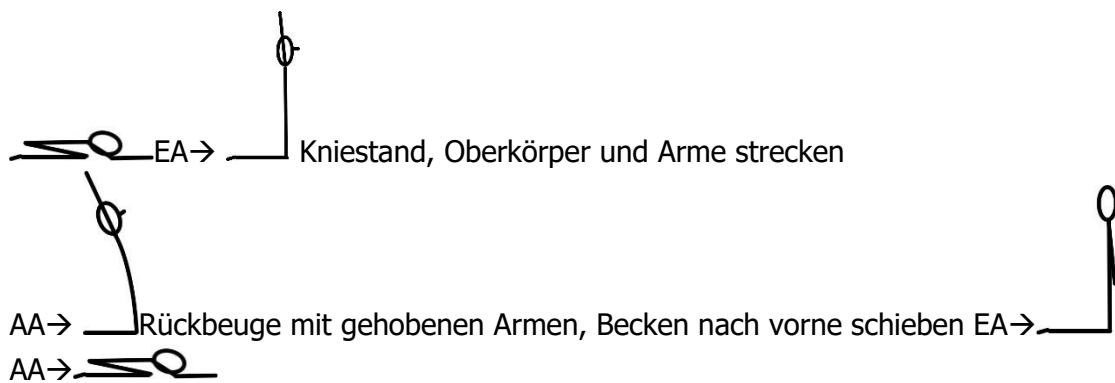 EA→ Kniestand, Oberkörper und Arme strecken
AA→ Rückbeuge mit gehobenen Armen, Becken nach vorne schieben EA→
AA→